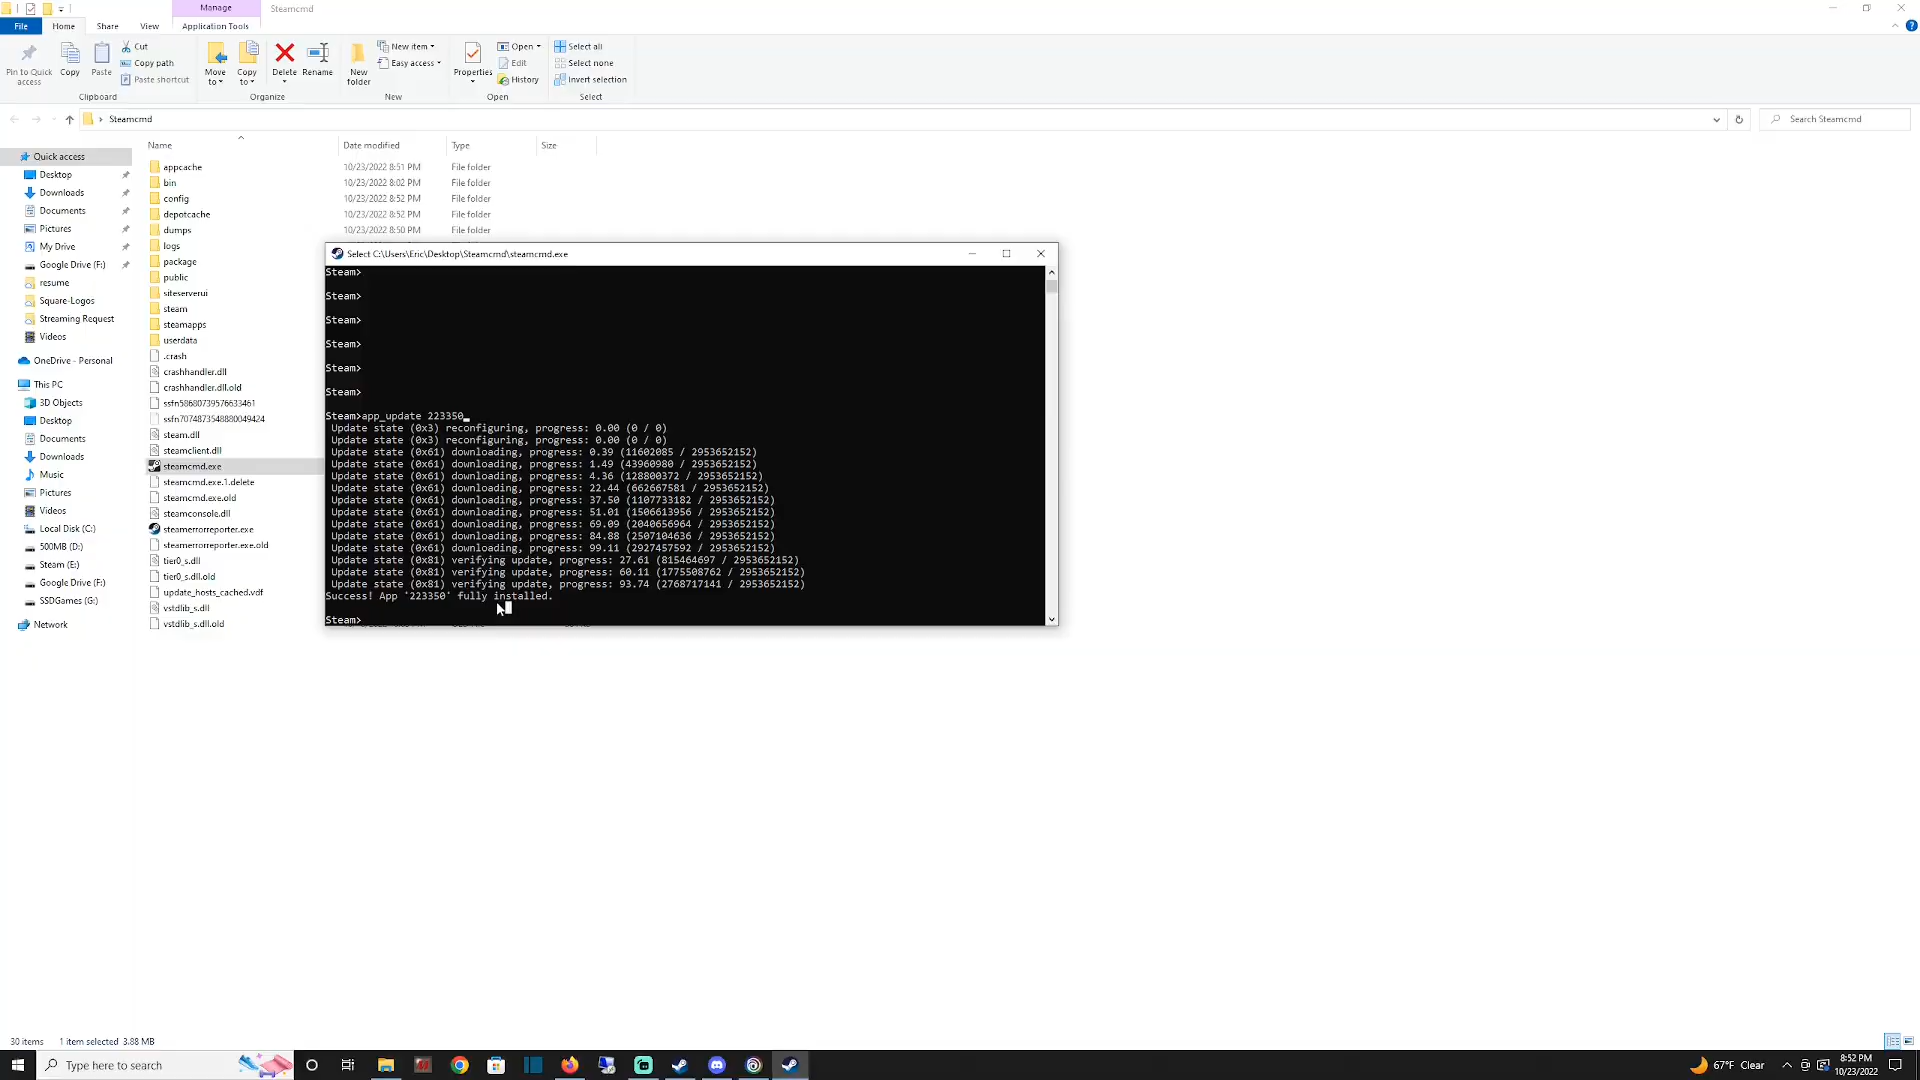 Manage
Steamcmd
File
Home
Share
View
Application Tools
Pin to Quick
access
Copy
Paste
Cut
Copy path
Paste shortcut
Move
to
Copy
to
Delete
Rename
New
folder
New item
Easy access
Properties
Open
Edit
History
Select all
Select none
Invert selection
Clipboard
Organize
New
Open
Select
Steamcmd
Search Steamcmd
Name
Date modified
Type
Size
Quick access
Desktop
Downloads
Documents
Pictures
My Drive
Google Drive (F:)
resume
Square-Logos
Streaming Request
Videos
OneDrive - Personal
This PC
3D Objects
Desktop
Documents
Downloads
Music
Pictures
Videos
Local Disk (C:)
500MB (D:)
Steam (E:)
Google Drive (F:)
SSDGames (G:)
Network
appcache 10/23/2022 8:51 PM File folder
bin 10/23/2022 8:02 PM File folder
config 10/23/2022 8:52 PM File folder
depotcache 10/23/2022 8:52 PM File folder
dumps 10/23/2022 8:50 PM File folder
logs
package
public
siteserverui
steam
steamapps
userdata
.crash
crashhandler.dll
crashhandler.dll.old
ssfn58680739576633461
ssfn7074873548880049424
steam.dll
steamclient.dll
steamcmd.exe
steamcmd.exe.1.delete
steamcmd.exe.old
steamconsole.dll
steamerrorreporter.exe
steamerrorreporter.exe.old
tier0_s.dll
tier0_s.dll.old
update_hosts_cached.vdf
vstdlib_s.dll
vstdlib_s.dll.old
Select C:\Users\Eric\Desktop\Steamcmd\steamcmd.exe
Steam>
Steam>
Steam>
Steam>
Steam>
Steam>
Steam>app_update 223350
Update state (0x3) reconfiguring, progress: 0.00 (0 / 0)
Update state (0x3) reconfiguring, progress: 0.00 (0 / 0)
Update state (0x61) downloading, progress: 0.39 (11602085 / 2953652152)
Update state (0x61) downloading, progress: 1.49 (43960980 / 2953652152)
Update state (0x61) downloading, progress: 4.36 (128800372 / 2953652152)
Update state (0x61) downloading, progress: 22.44 (662667581 / 2953652152)
Update state (0x61) downloading, progress: 37.50 (1107733182 / 2953652152)
Update state (0x61) downloading, progress: 51.01 (1506613956 / 2953652152)
Update state (0x61) downloading, progress: 69.09 (2040656964 / 2953652152)
Update state (0x61) downloading, progress: 84.88 (2507104636 / 2953652152)
Update state (0x61) downloading, progress: 99.11 (2927457592 / 2953652152)
Update state (0x81) verifying update, progress: 27.61 (815464697 / 2953652152)
Update state (0x81) verifying update, progress: 60.11 (1775508762 / 2953652152)
Update state (0x81) verifying update, progress: 93.74 (2768717141 / 2953652152)
Success! App '223350' fully installed.
Steam>
30 items 1 item selected 3.88 MB
Type here to search
67°F Clear
8:52 PM
10/23/2022